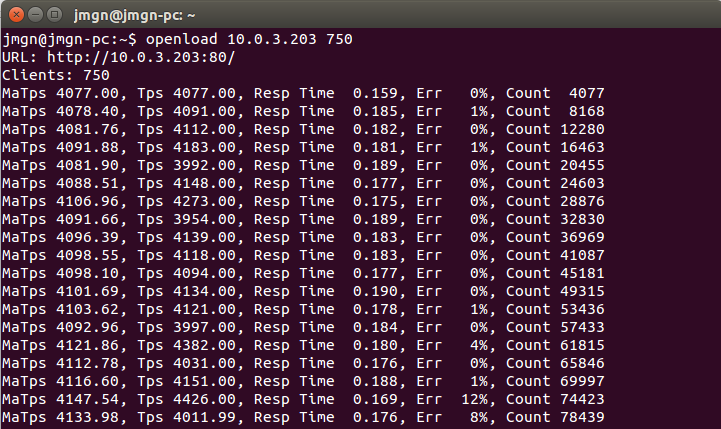 jmgn@jmgn-pc: ~
jmgn@jmgn-pc:~$ openload 10.0.3.203 750
URL: http://10.0.3.203:80/
Clients: 750
MaTps 4077.00, Tps 4077.00, Resp Time  0.159, Err   0%, Count  4077
MaTps 4078.40, Tps 4091.00, Resp Time  0.185, Err   1%, Count  8168
MaTps 4081.76, Tps 4112.00, Resp Time  0.182, Err   0%, Count 12280
MaTps 4091.88, Tps 4183.00, Resp Time  0.181, Err   1%, Count 16463
MaTps 4081.90, Tps 3992.00, Resp Time  0.189, Err   0%, Count 20455
MaTps 4088.51, Tps 4148.00, Resp Time  0.177, Err   0%, Count 24603
MaTps 4106.96, Tps 4273.00, Resp Time  0.175, Err   0%, Count 28876
MaTps 4091.66, Tps 3954.00, Resp Time  0.189, Err   0%, Count 32830
MaTps 4096.39, Tps 4139.00, Resp Time  0.183, Err   0%, Count 36969
MaTps 4098.55, Tps 4118.00, Resp Time  0.183, Err   0%, Count 41087
MaTps 4098.10, Tps 4094.00, Resp Time  0.177, Err   0%, Count 45181
MaTps 4101.69, Tps 4134.00, Resp Time  0.190, Err   0%, Count 49315
MaTps 4103.62, Tps 4121.00, Resp Time  0.178, Err   1%, Count 53436
MaTps 4092.96, Tps 3997.00, Resp Time  0.184, Err   0%, Count 57433
MaTps 4121.86, Tps 4382.00, Resp Time  0.180, Err   4%, Count 61815
MaTps 4112.78, Tps 4031.00, Resp Time  0.176, Err   0%, Count 65846
MaTps 4116.60, Tps 4151.00, Resp Time  0.188, Err   1%, Count 69997
MaTps 4147.54, Tps 4426.00, Resp Time  0.169, Err  12%, Count 74423
MaTps 4133.98, Tps 4011.99, Resp Time  0.176, Err   8%, Count 78439